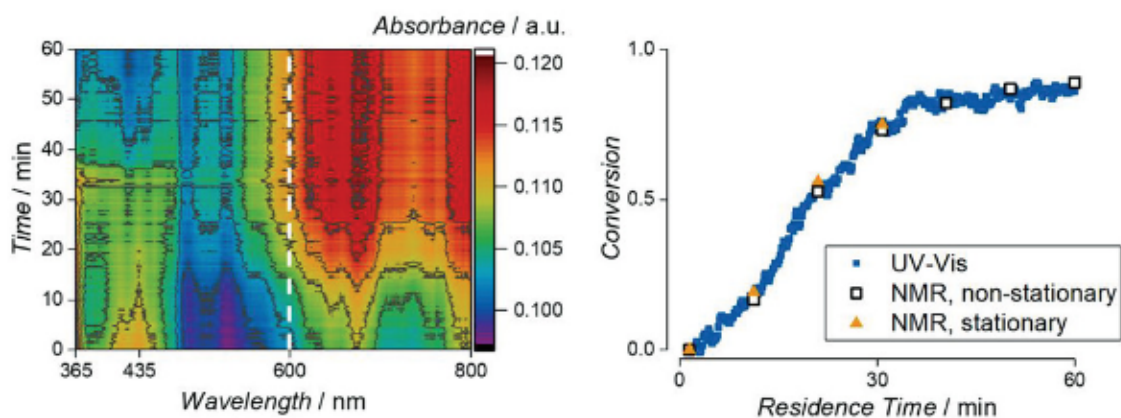 Absorbance / a.u.
60
50
40
30
20
10
0
Time / min
365
435
600
800
Wavelength / nm
0.120
0.115
0.110
0.105
0.100
1.0
0.5
0.0
Conversion
0
30
60
Residence Time / min
UV-Vis
NMR, non-stationary
NMR, stationary